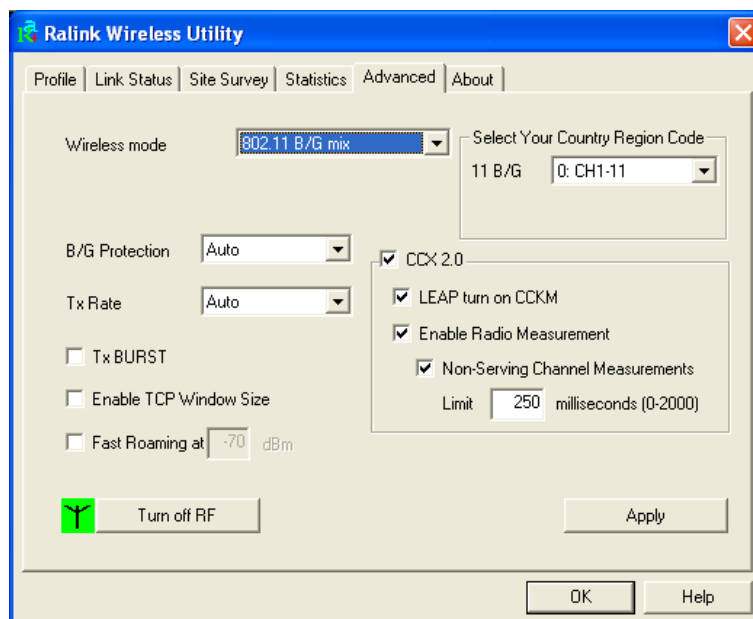 Ralink Wireless Utility
Profile Link Status Site Survey Statistics Advanced About
Wireless mode 802.11 B/G mix
Select Your Country Region Code
11 B/G 0: CH1-11
B/G Protection Auto
Tx Rate Auto
Tx BURST
Enable TCP Window Size
Fast Roaming at -70 dBm
CCX 2.0
LEAP turn on CCKM
Enable Radio Measurement
Non-Serving Channel Measurements
Limit 250 milliseconds (0-2000)
Turn off RF
Apply
OK
Help